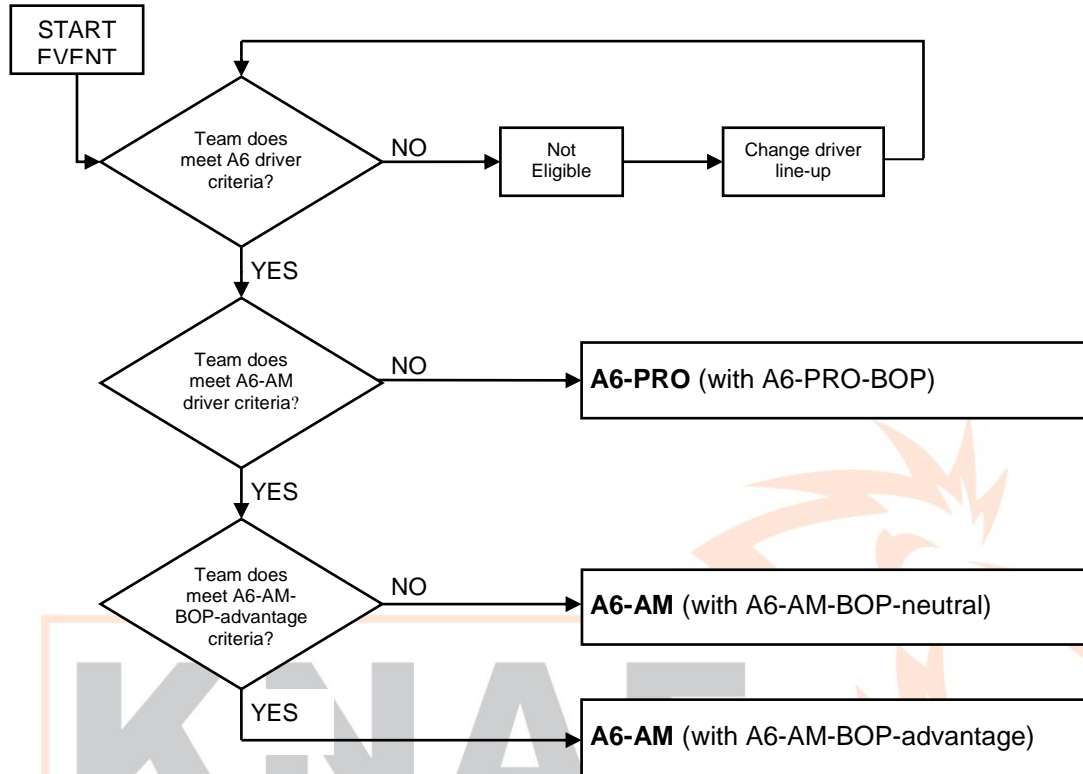 START
EVENT
Team does
meet A6 driver
criteria?
NO
Not
Eligible
Change driver
line-up
YES
Team does
meet A6-AM
driver criteria?
NO
A6-PRO (with A6-PRO-BOP)
YES
Team does
meet A6-AM-
BOP-advantage
criteria?
NO
A6-AM (with A6-AM-BOP-neutral)
YES
A6-AM (with A6-AM-BOP-advantage)
KNAF